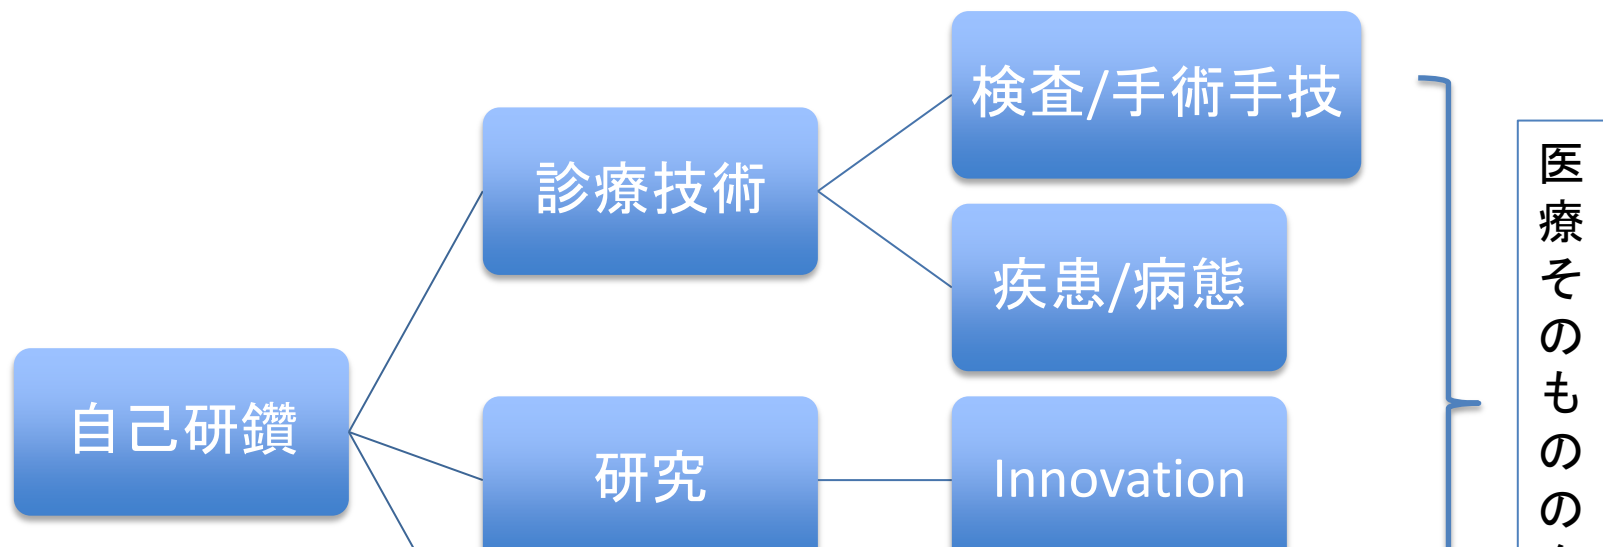 検査/手術手技
診療技術
疾患/病態
自己研鑽
研究
Innovation
医療そのものの